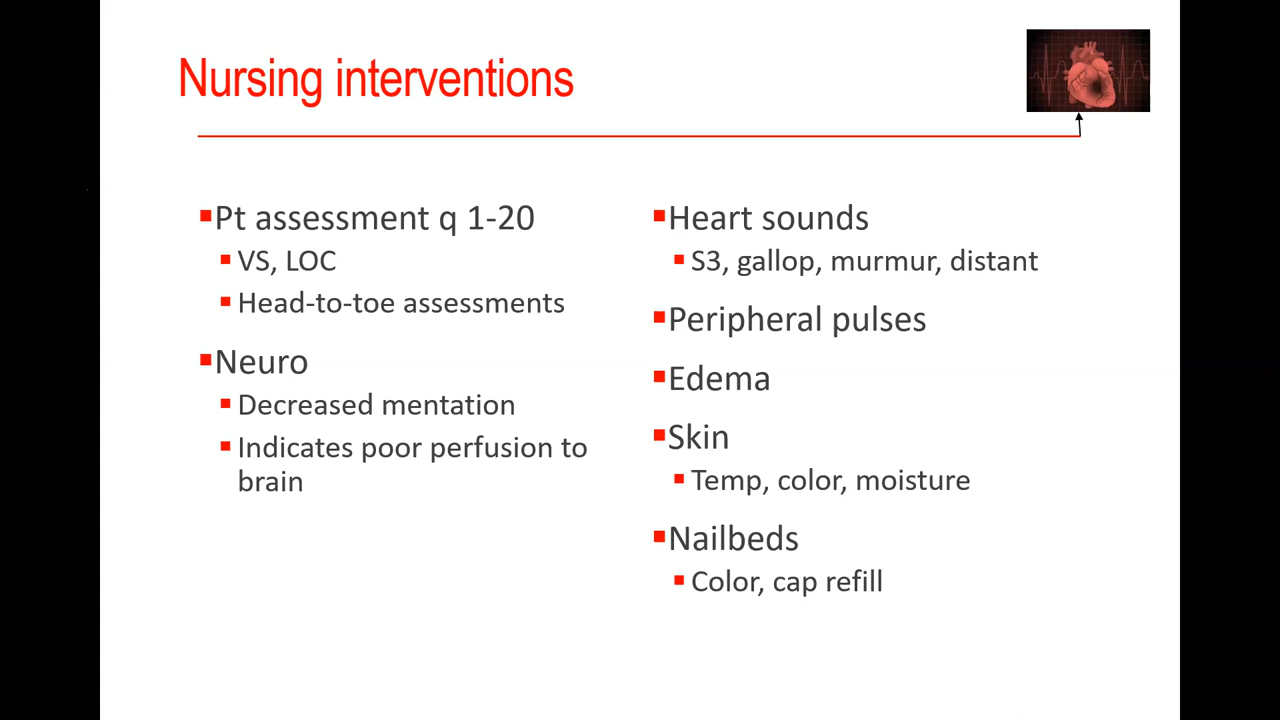 Nursing interventions
Pt assessment q 1-20
VS, LOC
Head-to-toe assessments
Neuro
Decreased mentation
Indicates poor perfusion to
brain
Heart sounds
S3, gallop, murmur, distant
Peripheral pulses
Edema
Skin
Temp, color, moisture
Nailbeds
Color, cap refill